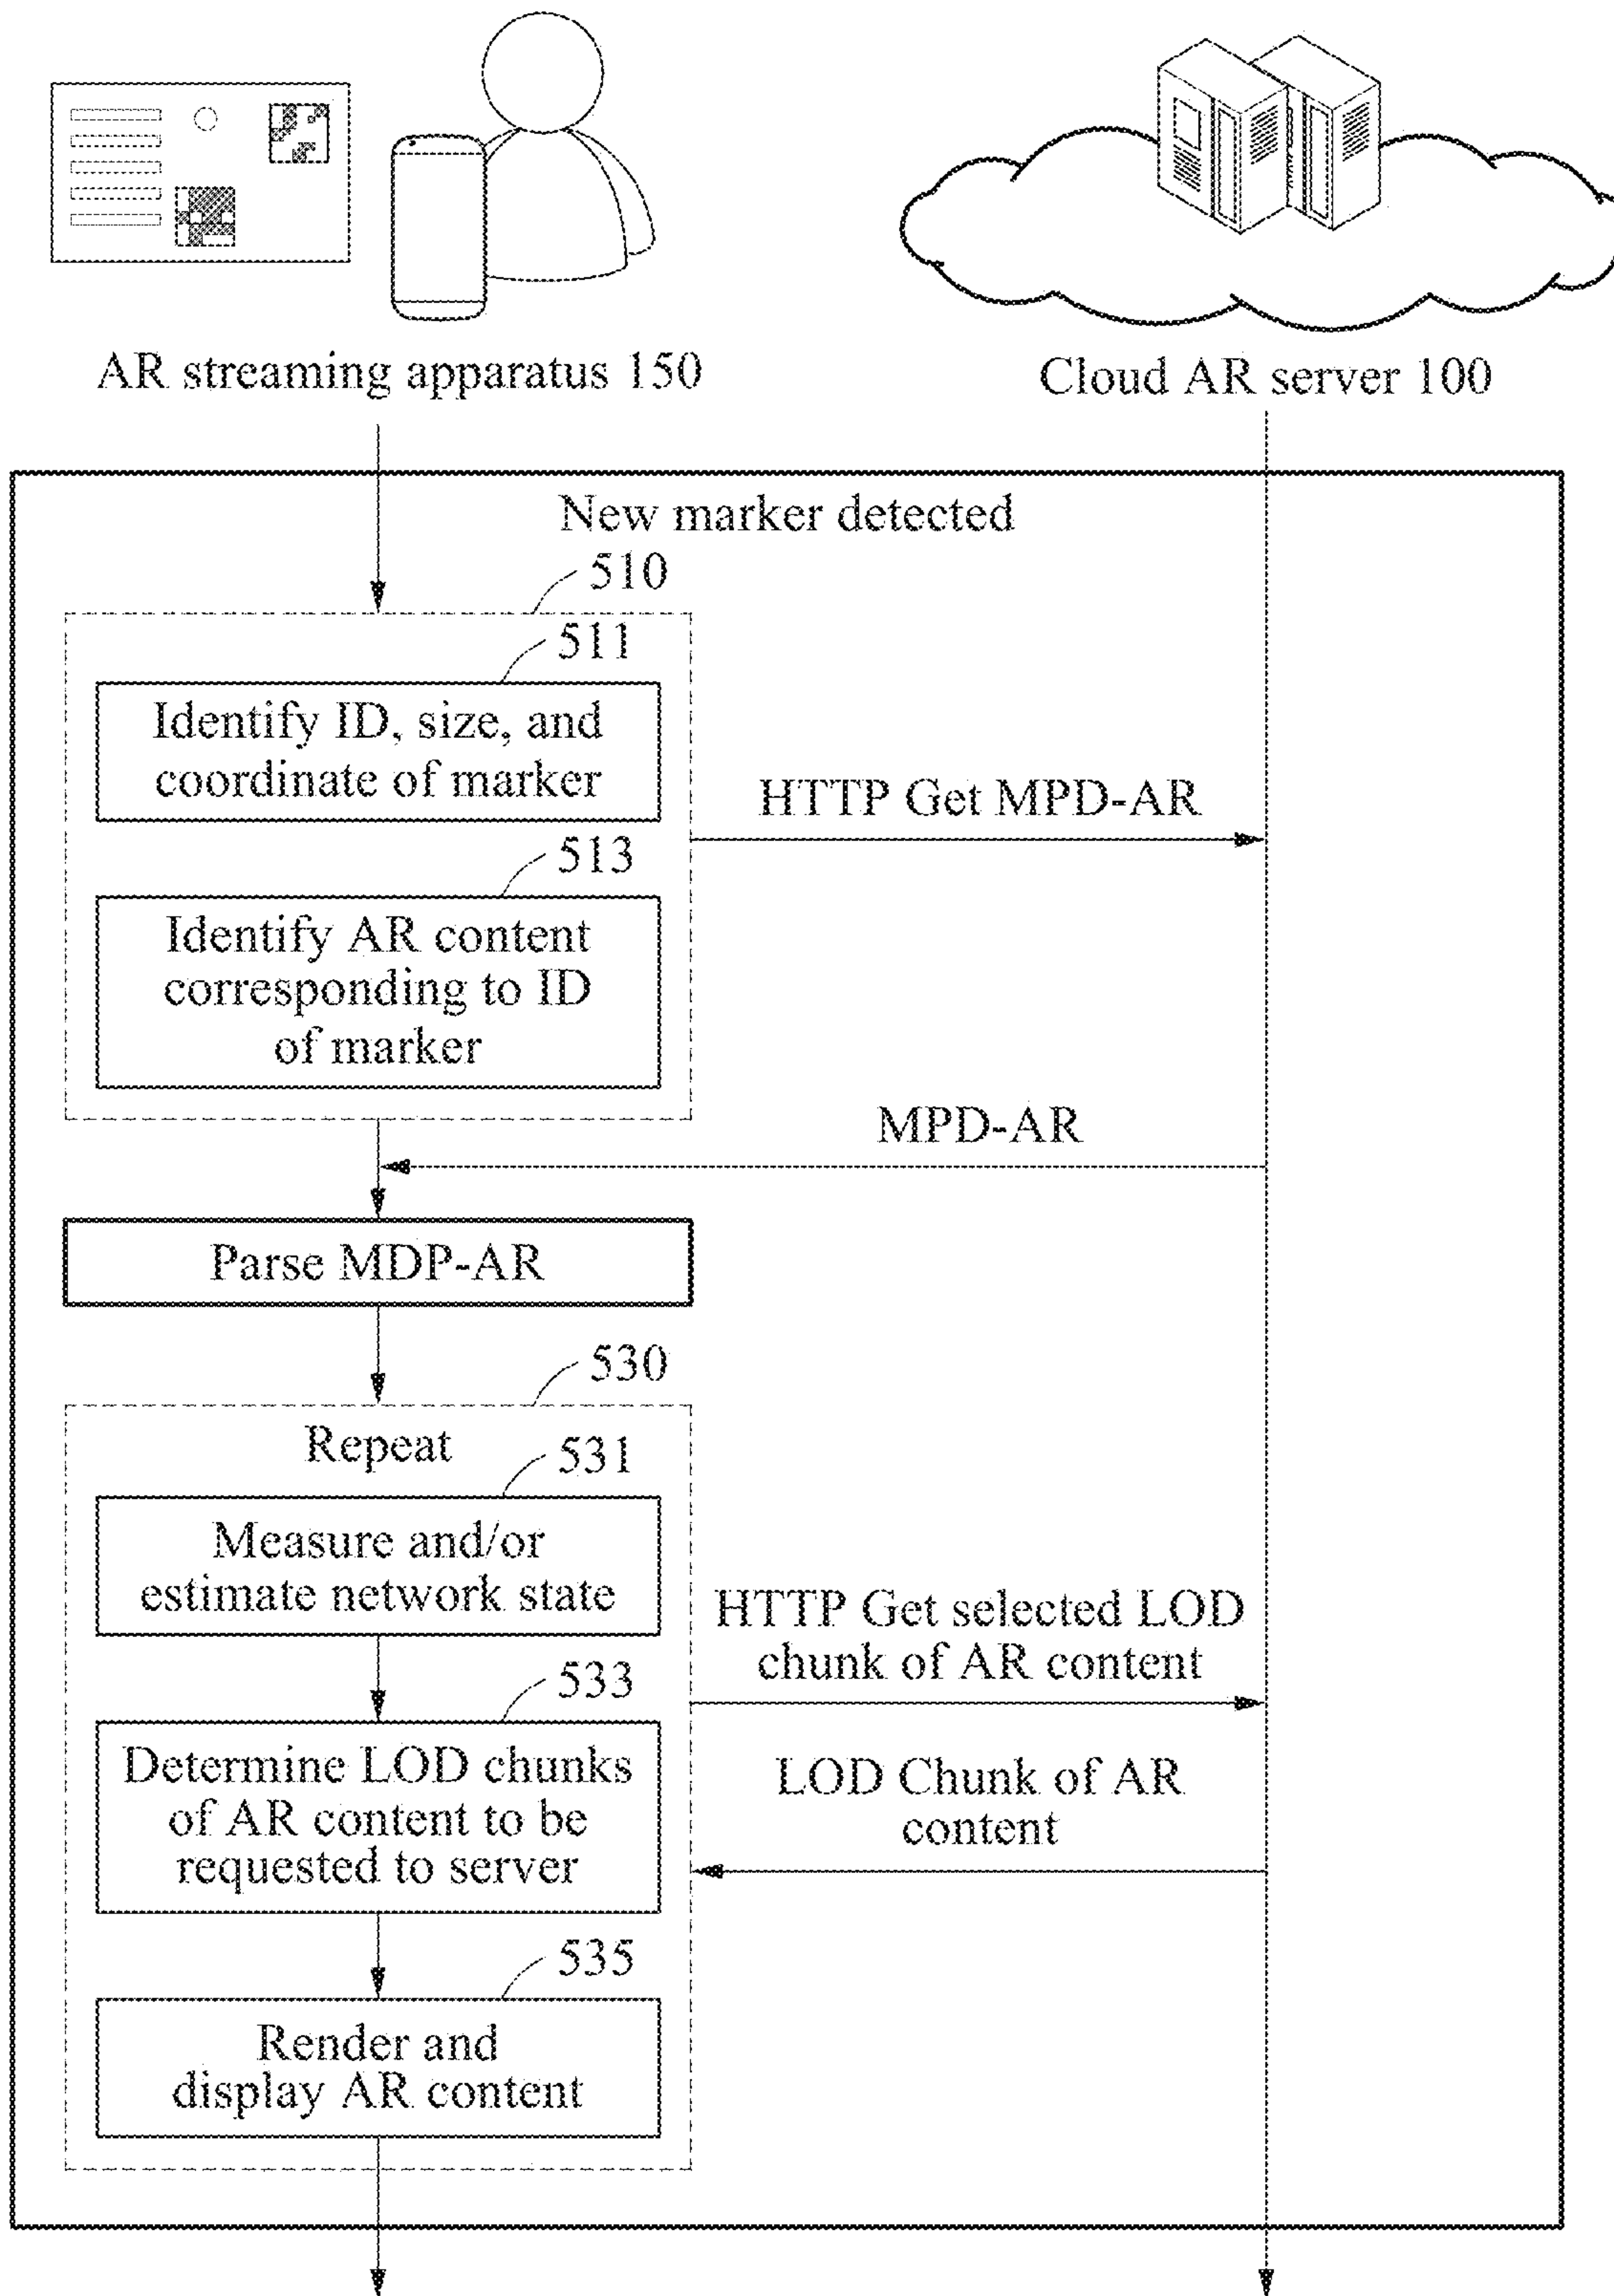 AR streaming apparatus 150
Cloud AR server 100
New marker detected
510
511
Identify ID, size, and
coordinate of marker
HTTP Get MPD-AR
513
Identify AR content
corresponding to ID
of marker
MPD-AR
Parse MDP-AR
530
Repeat
531
Measure and/or
estimate network state
HTTP Get selected LOD
chunk of AR content
533
Determine LOD chunks
of AR content to be
requested to server
LOD Chunk of AR
content
535
Render and
display AR content